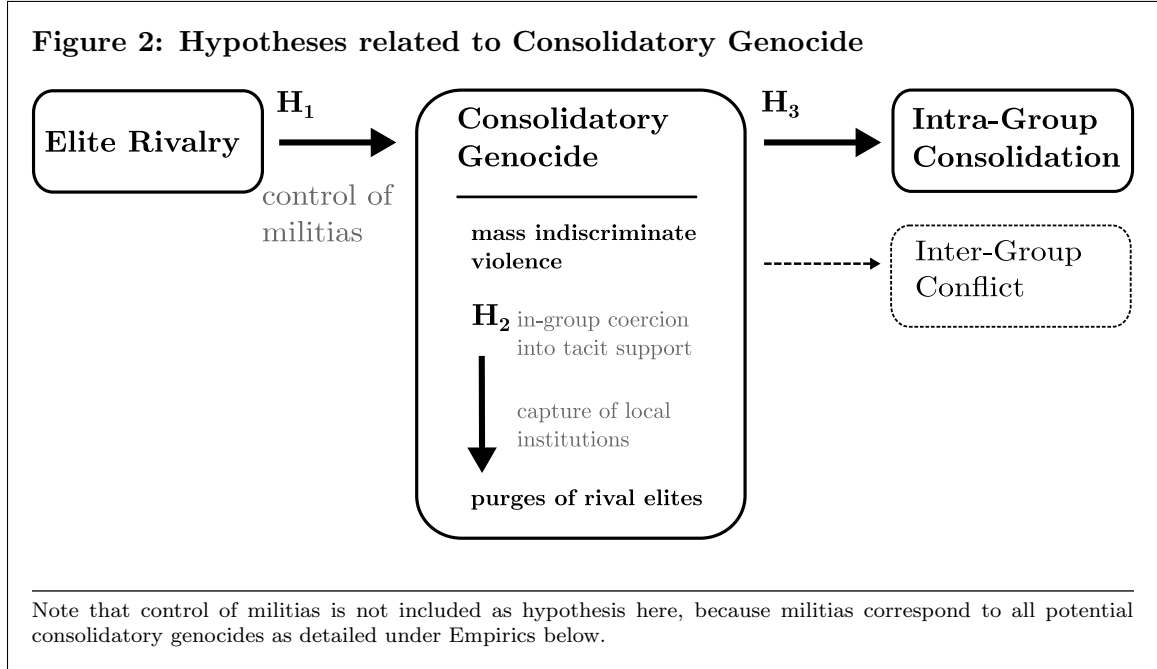 Figure 2: Hypotheses related to Consolidatory Genocide
Elite Rivalry
H₁
control of
militias
Consolidatory
Genocide
mass indiscriminate
violence
H₂ in-group coercion
into tacit support
capture of local
institutions
purges of rival elites
H₃
Intra-Group
Consolidation
Inter-Group
Conflict
Note that control of militias is not included as hypothesis here, because militias correspond to all potential
consolidatory genocides as detailed under Empirics below.